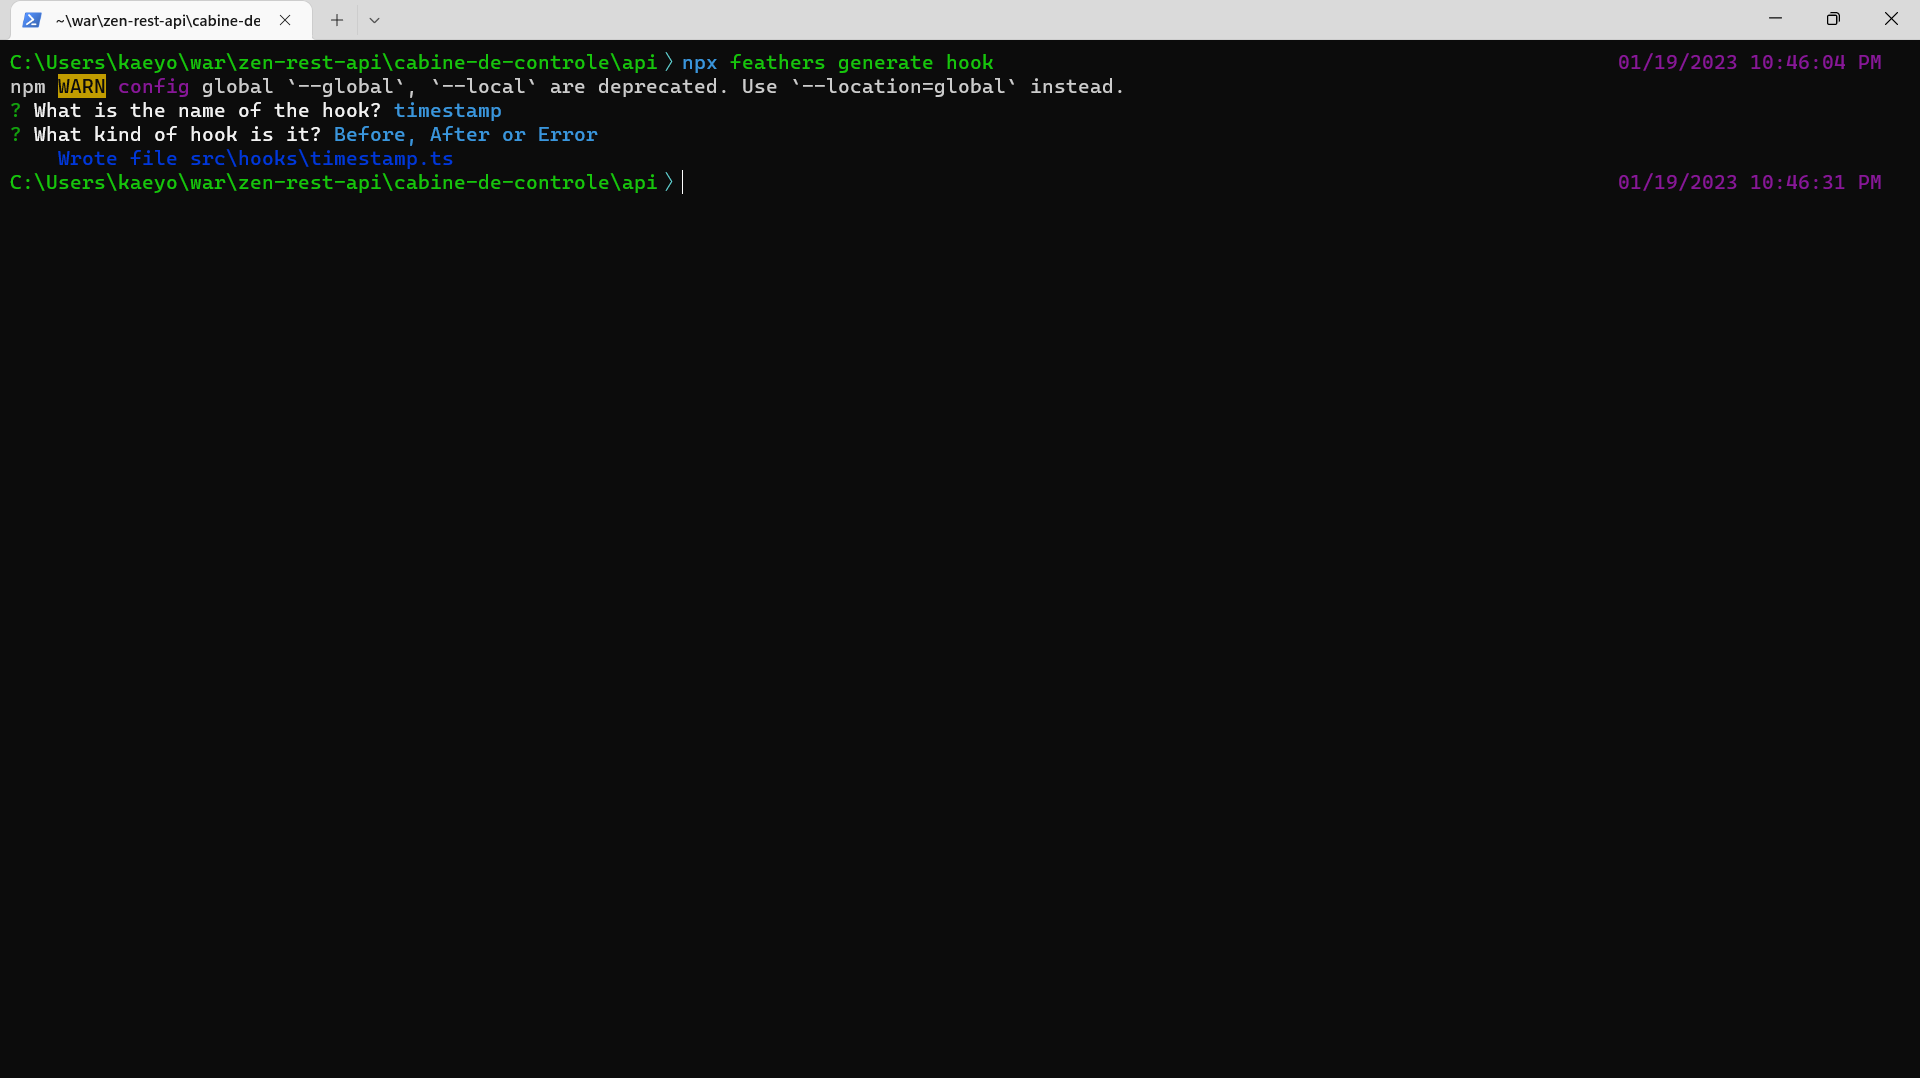 ~\war\zen-rest-api\cabine-de
C:\Users\kaeyo\war\zen-rest-api\cabine-de-controle\api 〉npx feathers generate hook 01/19/2023 10:46:04 PM
npm WARN config global `--global`, `--local` are deprecated. Use `--location=global` instead.
? What is the name of the hook? timestamp
? What kind of hook is it? Before, After or Error
Wrote file src\hooks\timestamp.ts
C:\Users\kaeyo\war\zen-rest-api\cabine-de-controle\api 〉 01/19/2023 10:46:31 PM